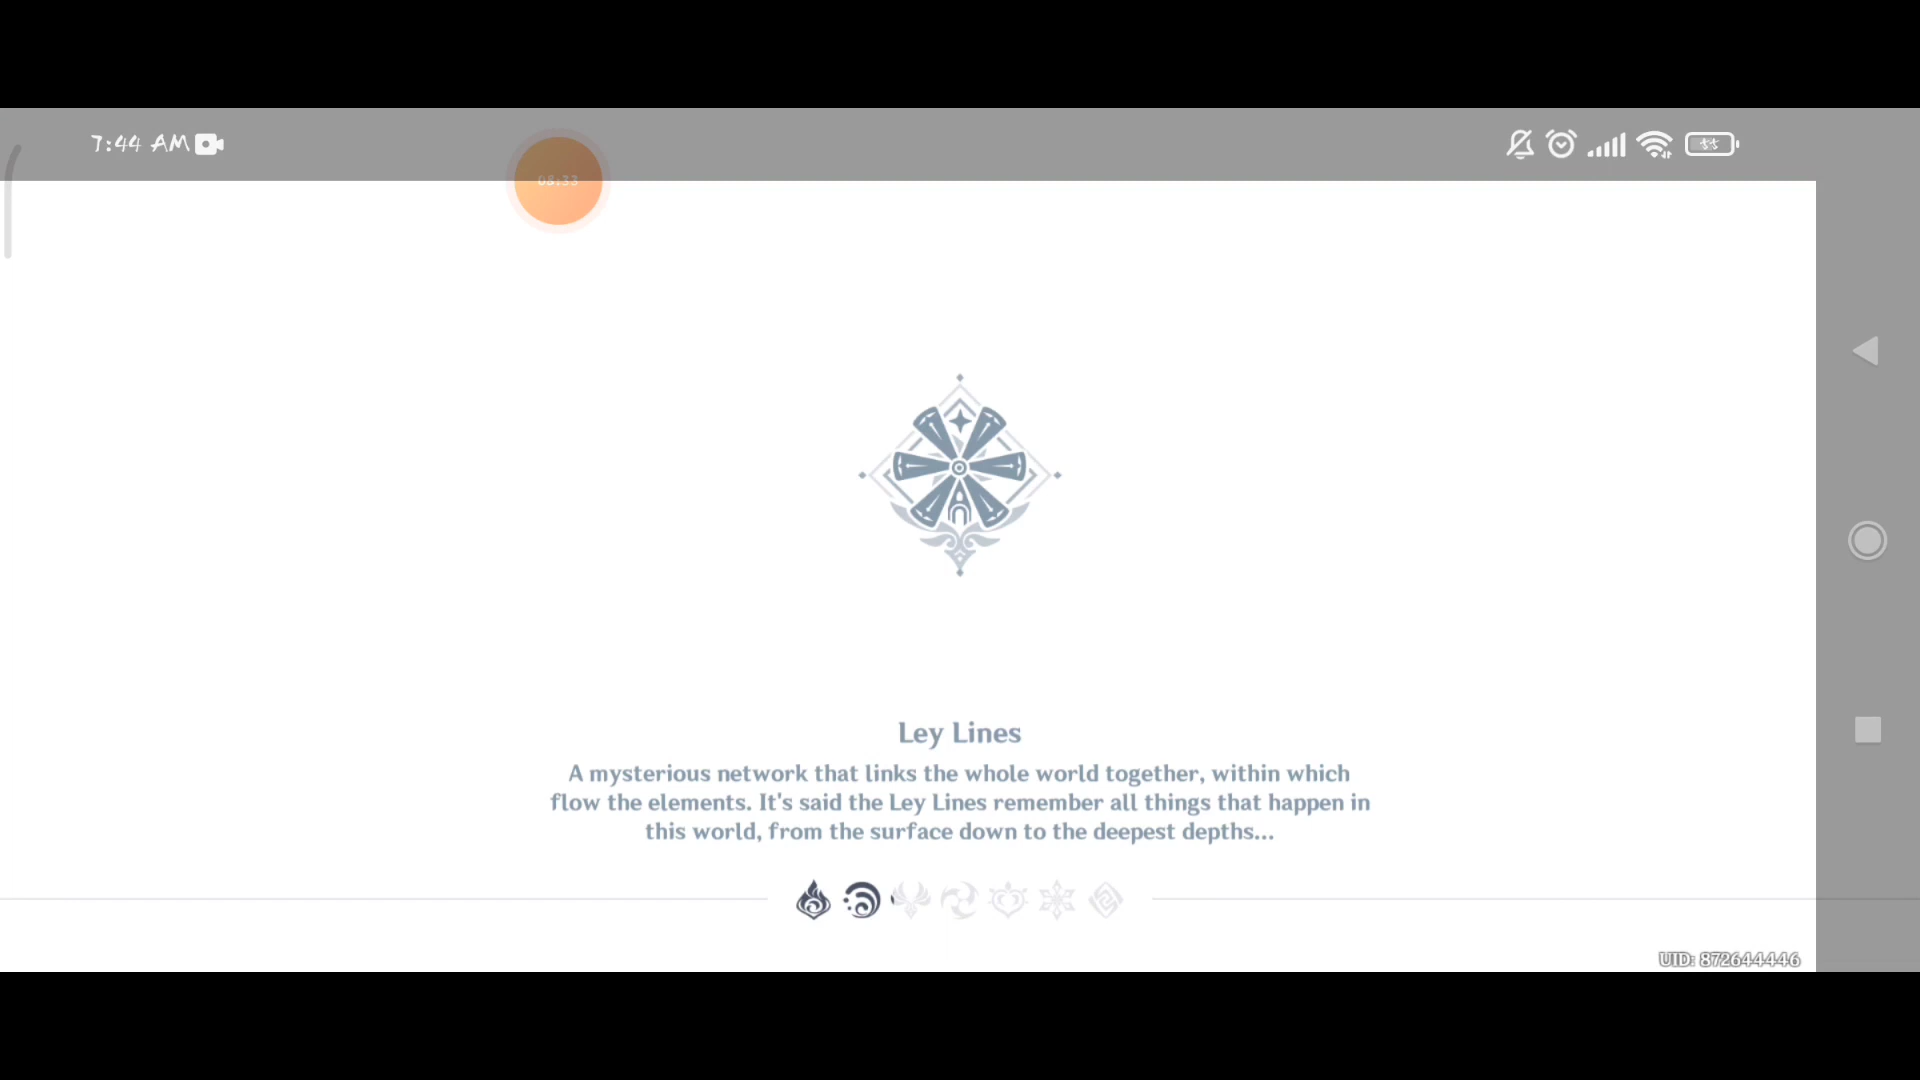 7:44 AM
08:33
Ley Lines
A mysterious network that links the whole world together, within which
flow the elements. It's said the Ley Lines remember all things that happen in
this world, from the surface down to the deepest depths...
UID: 872644446